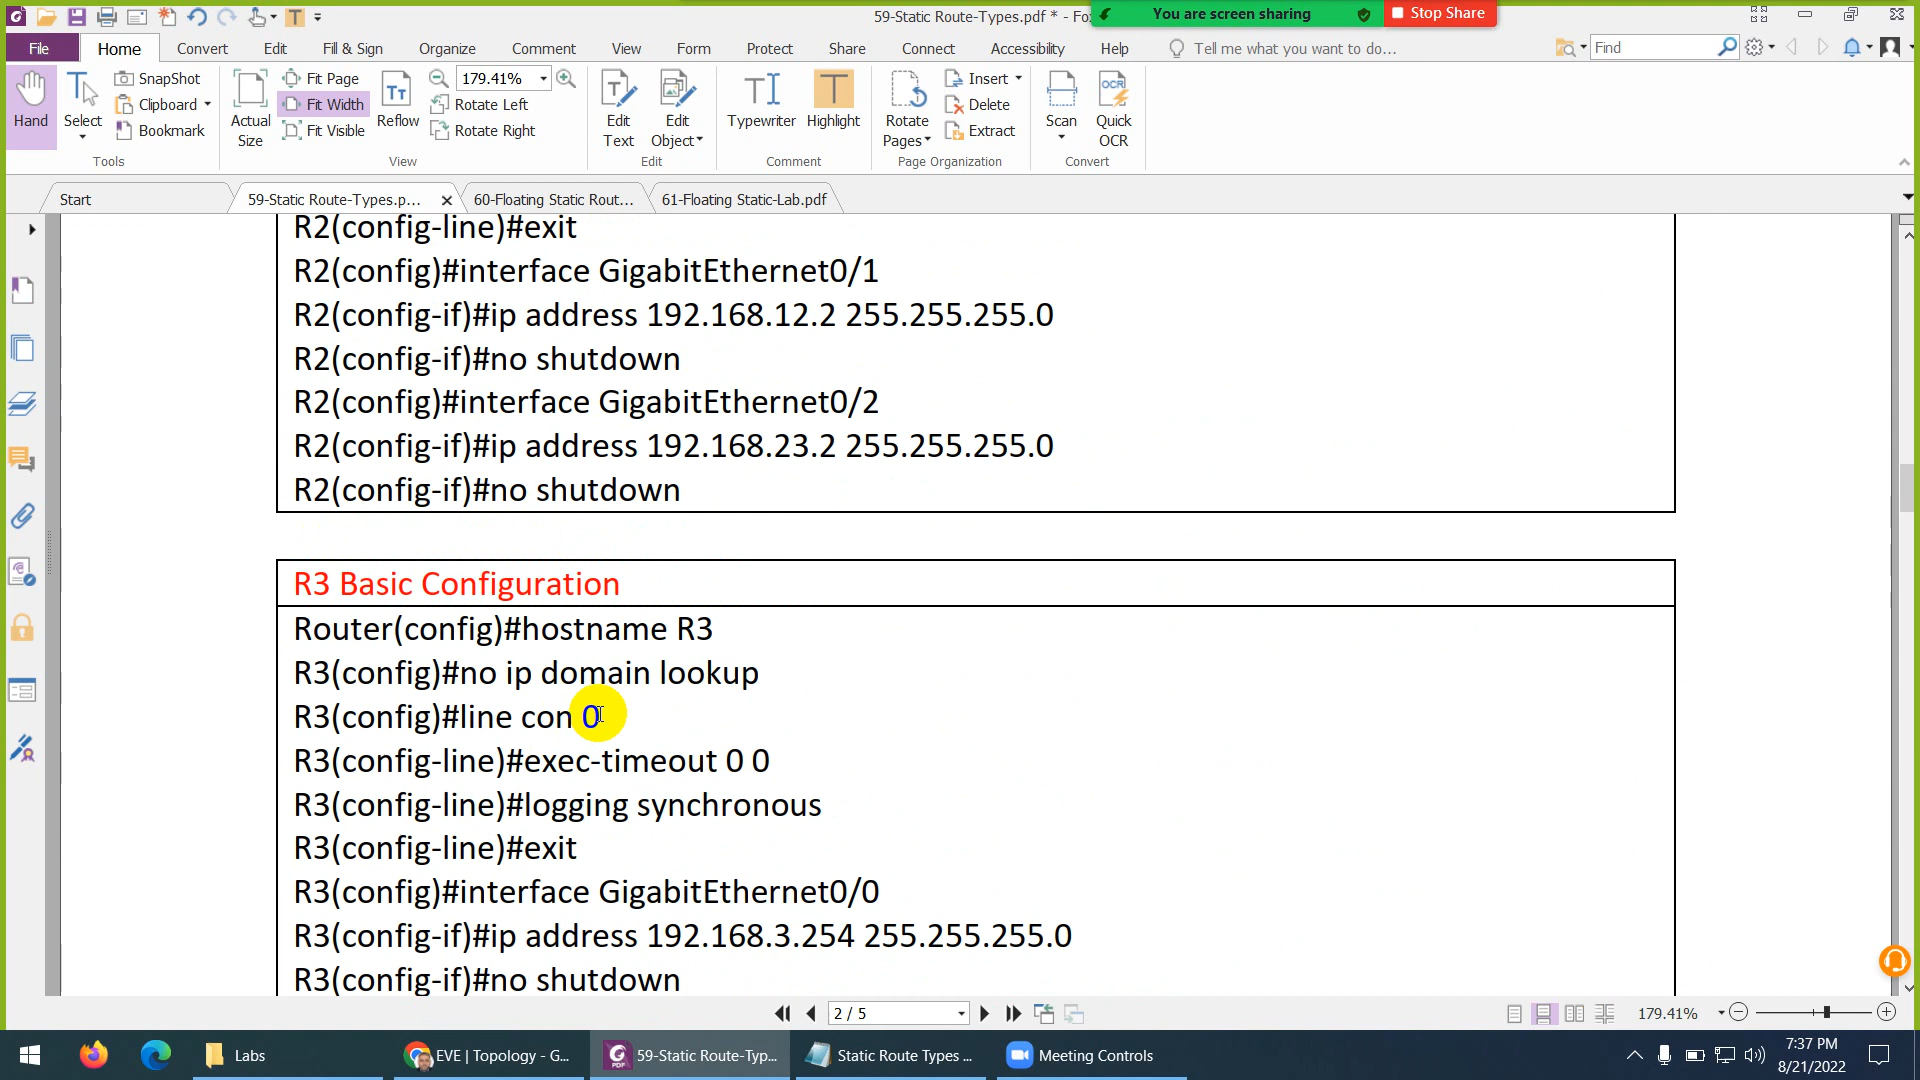 59-Static Route-Types.pdf * - Fo
You are screen sharing
Stop Share
File
Home
Convert
Edit
Fill & Sign
Organize
Comment
View
Form
Protect
Share
Connect
Accessibility
Help
Tell me what you want to do...
Find
Hand
Select
SnapShot
Clipboard
Bookmark
Tools
Actual
Size
Fit Page
Fit Width
Fit Visible
Reflow
179.41%
Rotate Left
Rotate Right
View
Edit
Text
Edit
Object
Edit
Typewriter
Highlight
Comment
Rotate
Pages
Insert
Delete
Extract
Page Organization
Scan
Quick
OCR
Convert
Start
59-Static Route-Types.p...
60-Floating Static Rout...
61-Floating Static-Lab.pdf
R2(config-line)#exit
R2(config)#interface GigabitEthernet0/1
R2(config-if)#ip address 192.168.12.2 255.255.255.0
R2(config-if)#no shutdown
R2(config)#interface GigabitEthernet0/2
R2(config-if)#ip address 192.168.23.2 255.255.255.0
R2(config-if)#no shutdown
R3 Basic Configuration
Router(config)#hostname R3
R3(config)#no ip domain lookup
R3(config)#line con 0
R3(config-line)#exec-timeout 0 0
R3(config-line)#logging synchronous
R3(config-line)#exit
R3(config)#interface GigabitEthernet0/0
R3(config-if)#ip address 192.168.3.254 255.255.255.0
R3(config-if)#no shutdown
2 / 5
179.41%
Labs
EVE | Topology - G...
59-Static Route-Typ...
Static Route Types ...
Meeting Controls
7:37 PM
8/21/2022